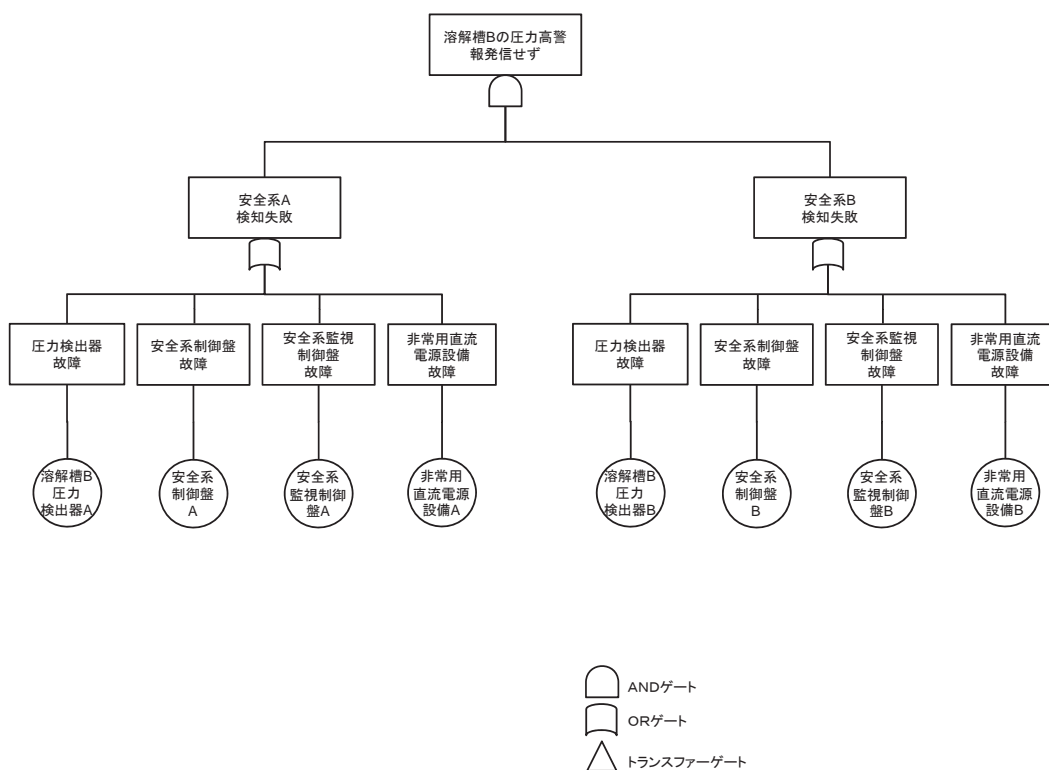 溶解槽Bの圧力高警
報発信せず
安全系A
検知失敗
安全系B
検知失敗
圧力検出器
故障
安全系制御盤
故障
安全系監視
制御盤
故障
非常用直流
電源設備
故障
圧力検出器
故障
安全系制御盤
故障
安全系監視
制御盤
故障
非常用直流
電源設備
故障
溶解槽B
圧力
検出器A
安全系
制御盤
A
安全系
監視制御
盤A
非常用
直流電源
設備A
溶解槽B
圧力
検出器B
安全系
制御盤
B
安全系
監視制御
盤B
非常用
直流電源
設備B
ANDゲート
ORゲート
トランスファーゲート